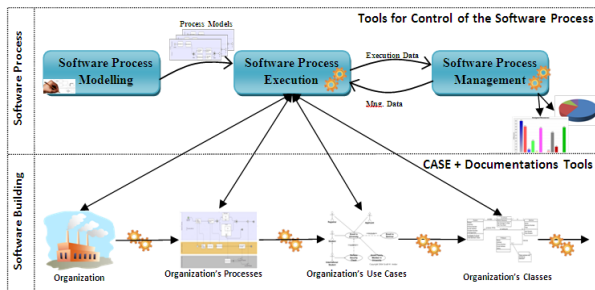 Tools for Control of the Software Process
Software Process
Process Models
Software Process
Modelling
Software Process
Execution
Execution Data
Mng. Data
Software Process
Management
CASE + Documentations Tools
Software Building
Organization
Organization's Processes
Organization's Use Cases
Organization's Classes